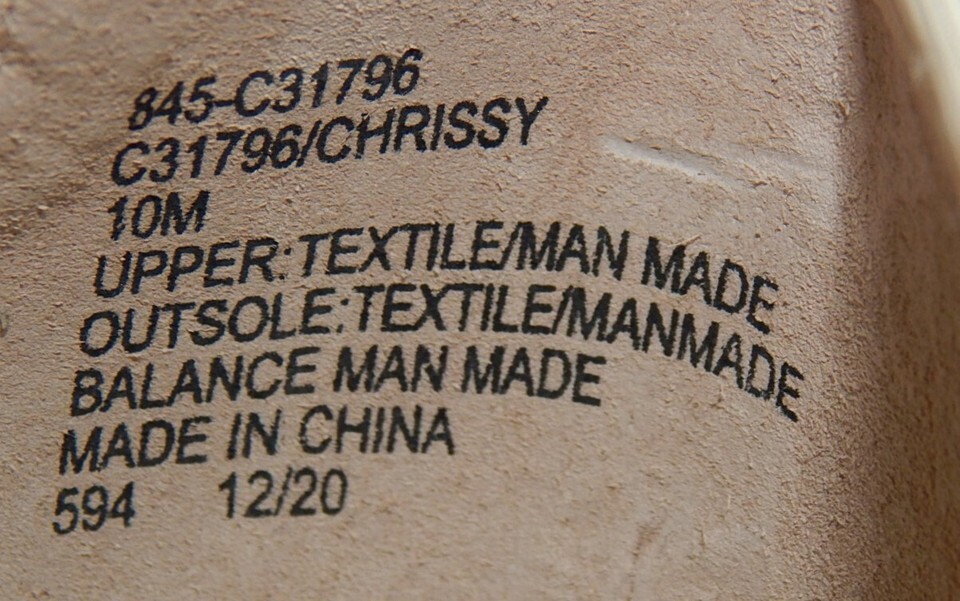 845-C31796
C31796/CHRISSY
10M
UPPER:TEXTILE/MAN MADE
OUTSOLE:TEXTILE/MANMADE
BALANCE MAN MADE
MADE IN CHINA
594 12/20